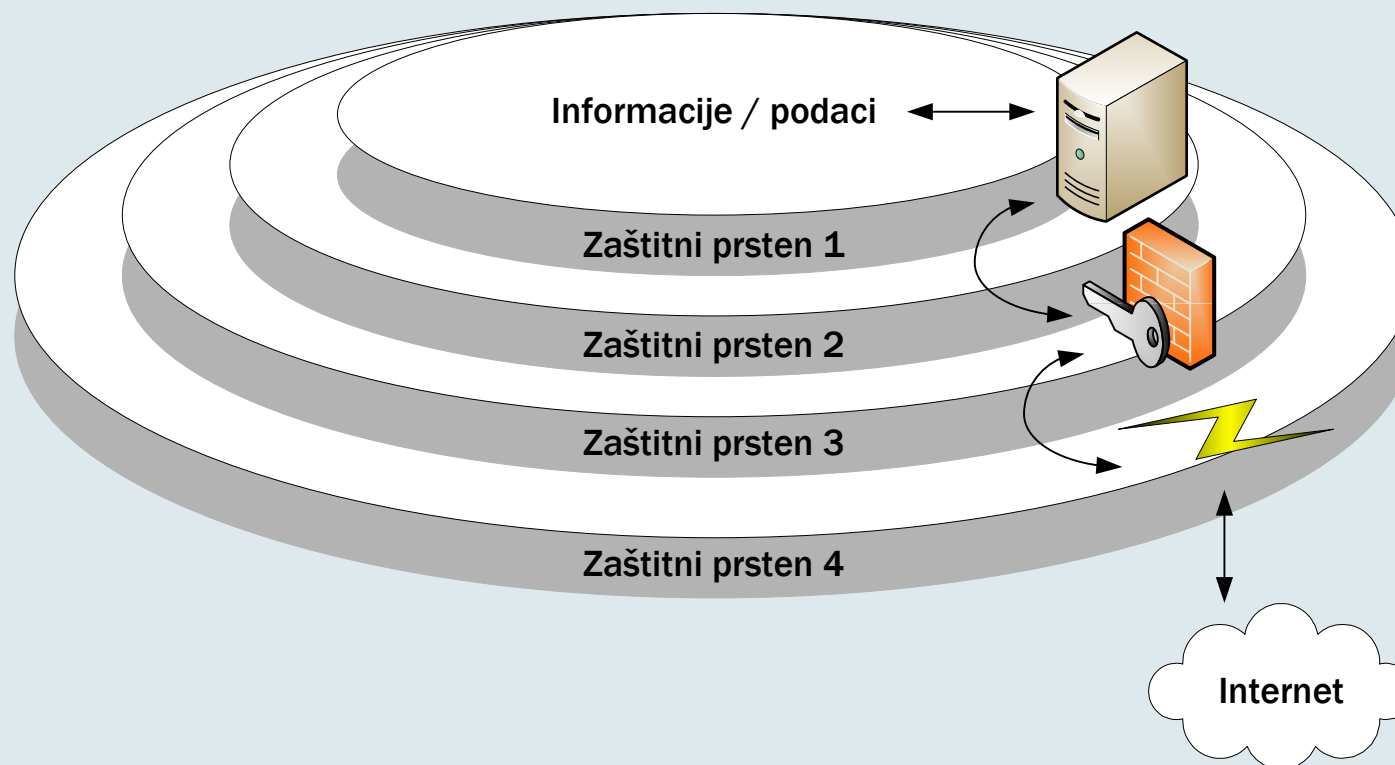 Informacije / podaci
Zaštitni prsten 1
Zaštitni prsten 2
Zaštitni prsten 3
Zaštitni prsten 4
Internet